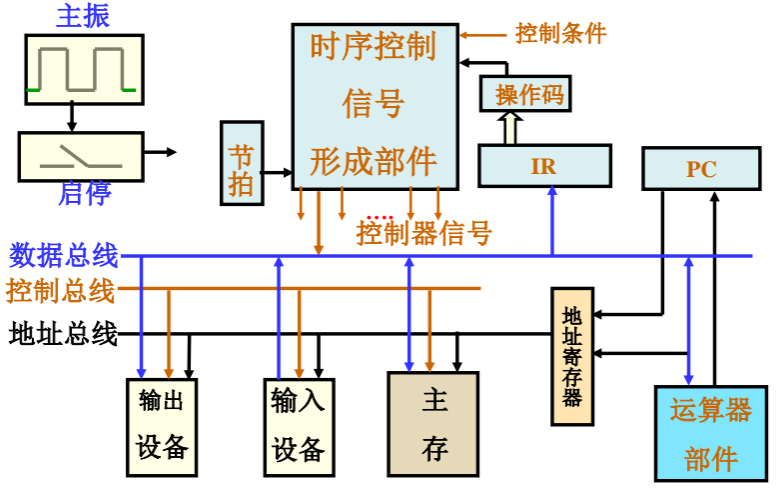 主振
启停
时序控制
信号
形成部件
控制条件
操作码
节
拍
IR
PC
....
控制器信号
数据总线
控制总线
地址总线
地
址
寄
存
器
输出
设备
输入
设备
主
存
运算器
部件